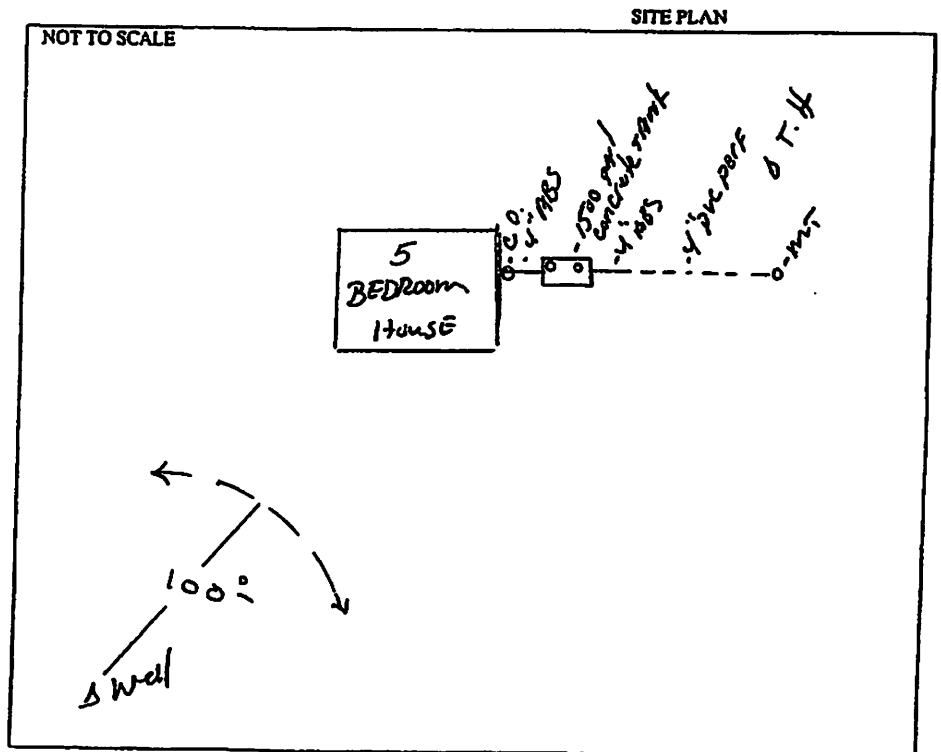 SITE PLAN
NOT TO SCALE
C.O.
4" ABS
1500 gal
concrete TANK
4" ABS
4" pvc perf
T.H
MT
5
BEDROOM
HOUSE
100'
Well